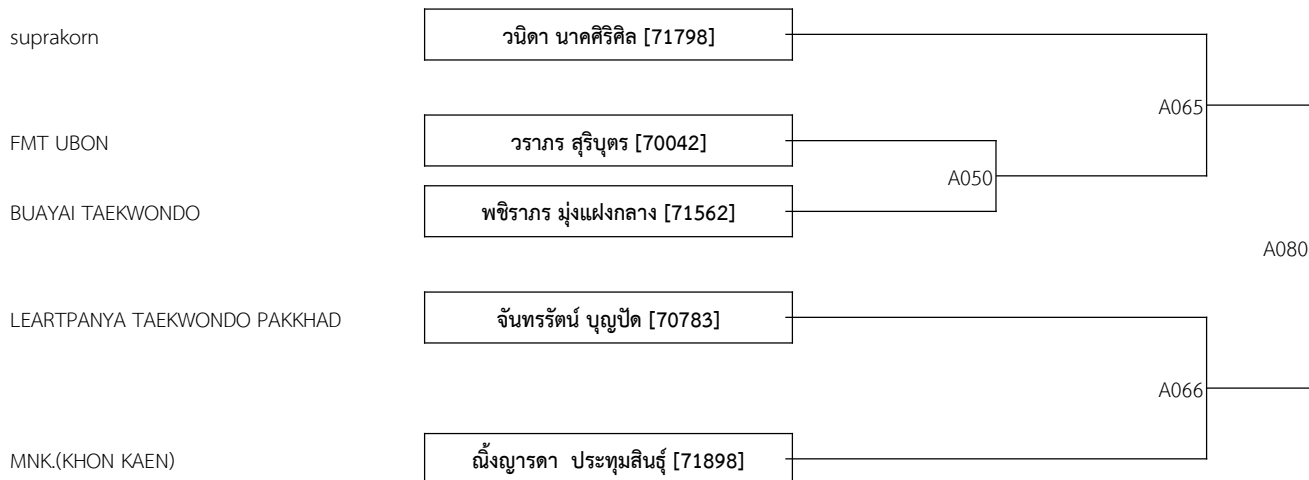 suprakorn วนิดา นาคศิริศิล [71798]
A065
FMT UBON วราภร สุริบุตร [70042]
A050
BUAYAI TAEKWONDO พชิราภร มุ่งแฝงกลาง [71562]
A080
LEARTPANYA TAEKWONDO PAKKHAD จันทรรัตน์ บุญปัด [70783]
A066
MNK.(KHON KAEN) ณิ้งญารดา ประทุมสินธุ์ [71898]